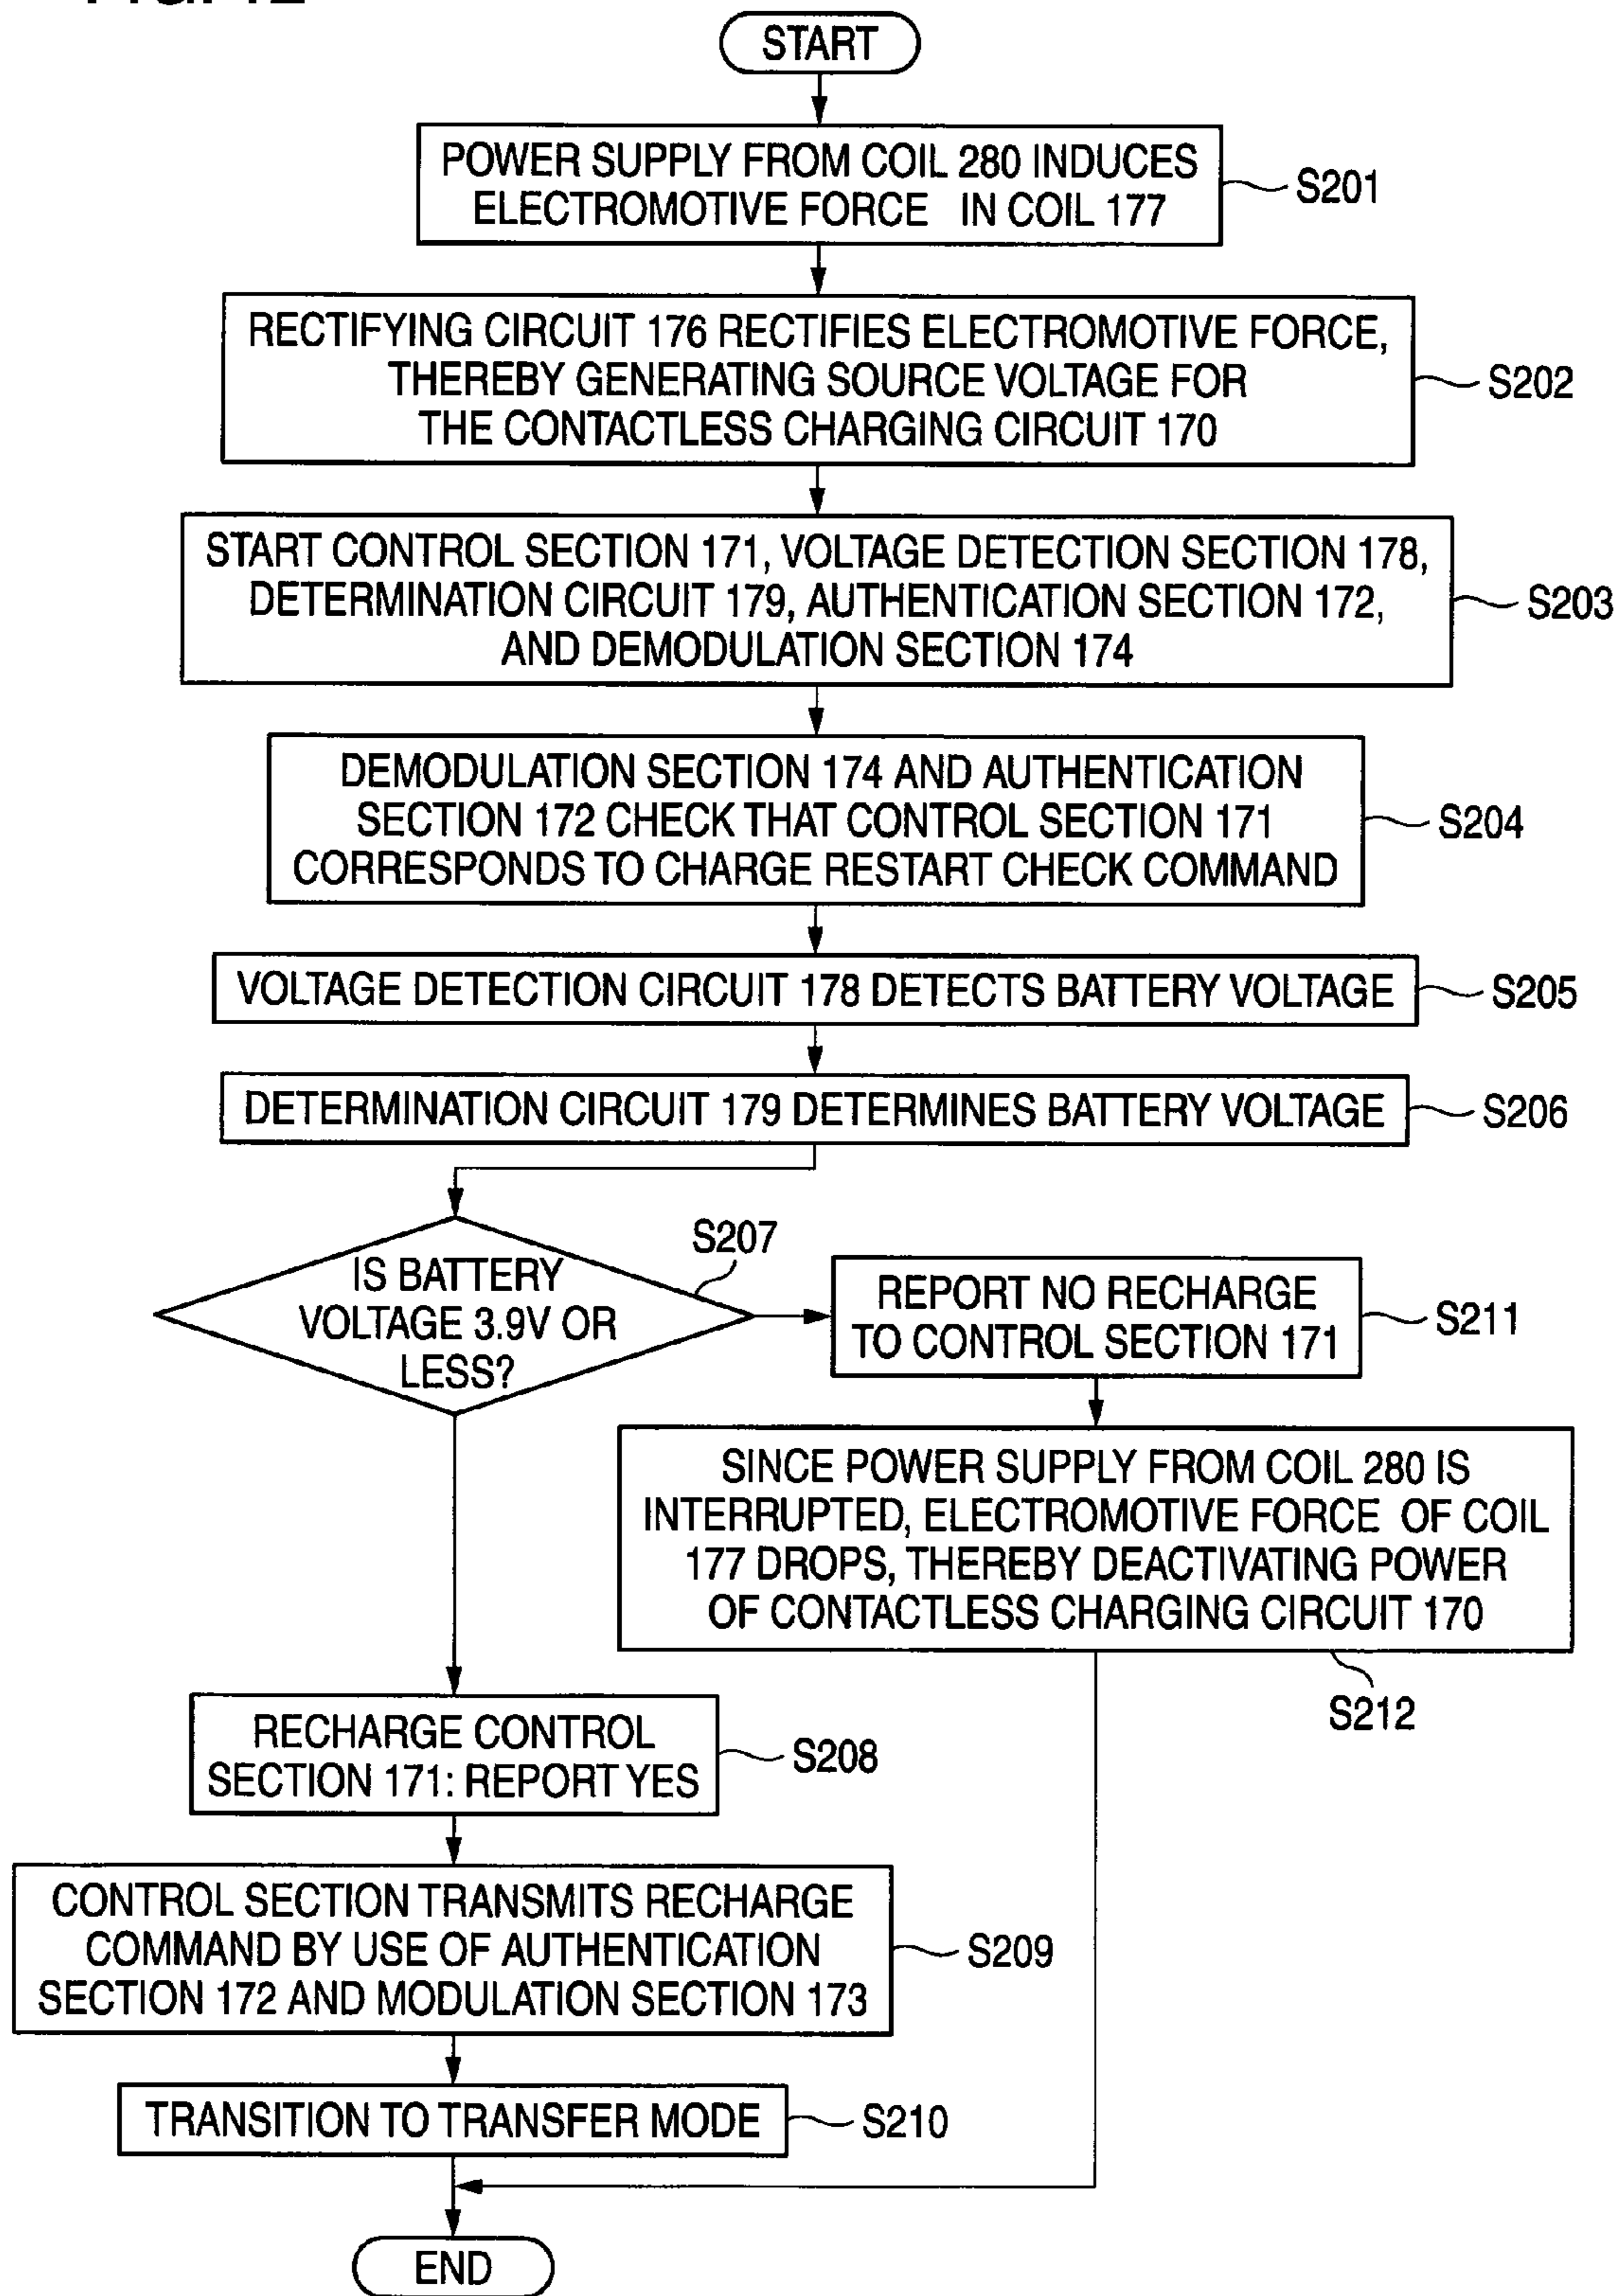 START
POWER SUPPLY FROM COIL 280 INDUCES
ELECTROMOTIVE FORCE IN COIL 177
S201
RECTIFYING CIRCUIT 176 RECTIFIES ELECTROMOTIVE FORCE,
THEREBY GENERATING SOURCE VOLTAGE FOR
THE CONTACTLESS CHARGING CIRCUIT 170
S202
START CONTROL SECTION 171, VOLTAGE DETECTION SECTION 178,
DETERMINATION CIRCUIT 179, AUTHENTICATION SECTION 172,
AND DEMODULATION SECTION 174
S203
DEMODULATION SECTION 174 AND AUTHENTICATION
SECTION 172 CHECK THAT CONTROL SECTION 171
CORRESPONDS TO CHARGE RESTART CHECK COMMAND
S204
VOLTAGE DETECTION CIRCUIT 178 DETECTS BATTERY VOLTAGE
S205
DETERMINATION CIRCUIT 179 DETERMINES BATTERY VOLTAGE
S206
IS BATTERY
VOLTAGE 3.9V OR
LESS?
S207
REPORT NO RECHARGE
TO CONTROL SECTION 171
S211
SINCE POWER SUPPLY FROM COIL 280 IS
INTERRUPTED, ELECTROMOTIVE FORCE OF COIL
177 DROPS, THEREBY DEACTIVATING POWER
OF CONTACTLESS CHARGING CIRCUIT 170
S212
RECHARGE CONTROL
SECTION 171: REPORT YES
S208
CONTROL SECTION TRANSMITS RECHARGE
COMMAND BY USE OF AUTHENTICATION
SECTION 172 AND MODULATION SECTION 173
S209
TRANSITION TO TRANSFER MODE
S210
END